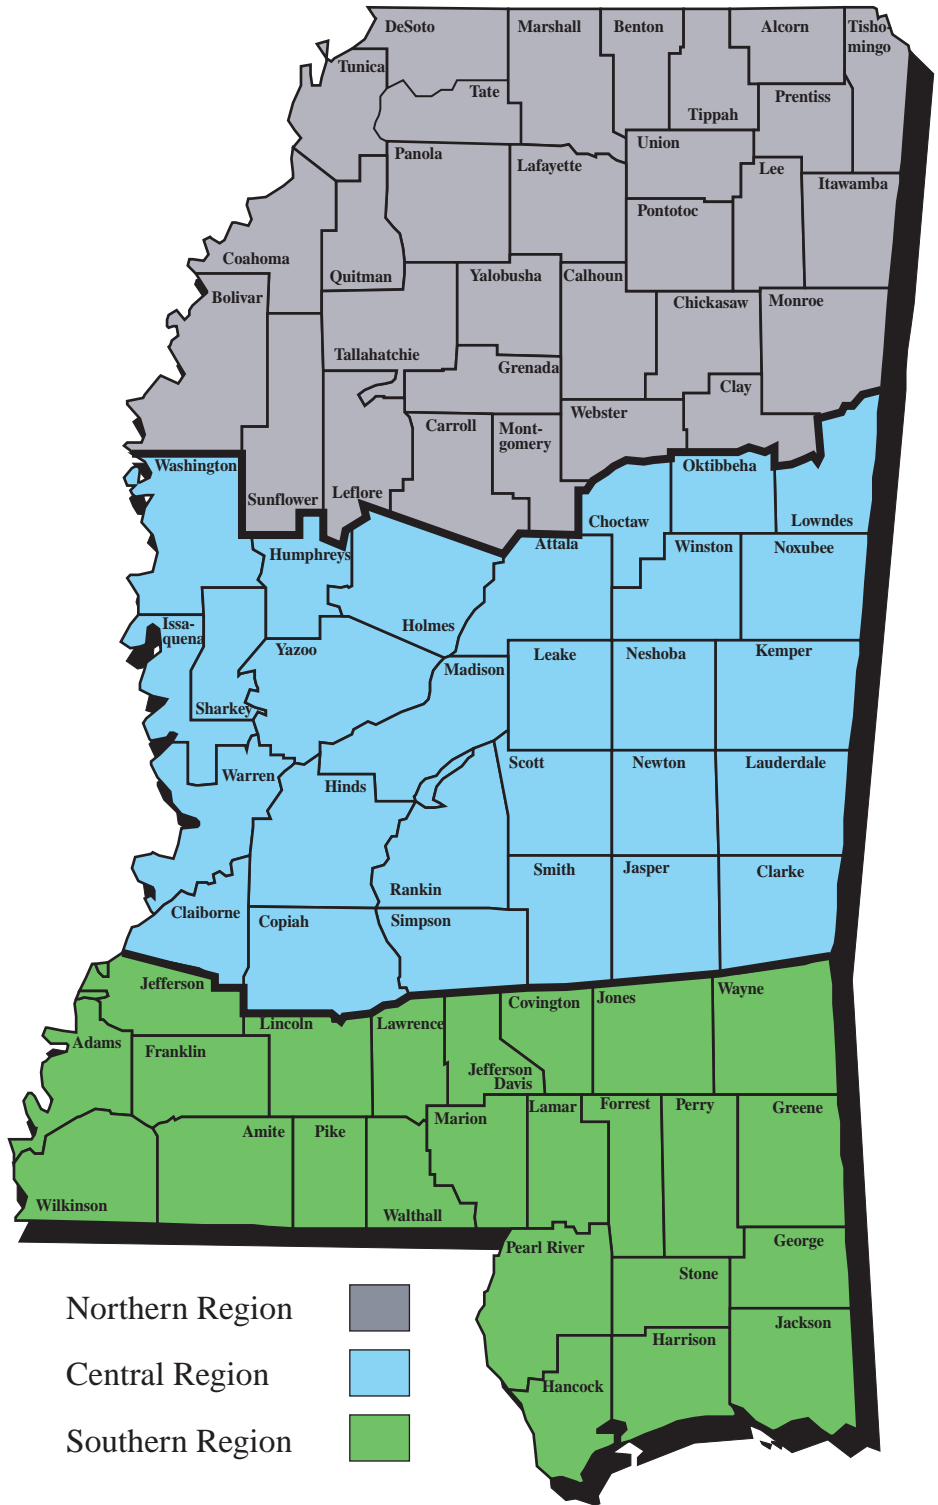 DeSoto
Marshall
Benton
Alcorn
Tisho-
mingo
Tunica
Tate
Prentiss
Tippah
Union
Panola
Lafayette
Lee
Itawamba
Pontotoc
Coahoma
Quitman
Yalobusha
Calhoun
Bolivar
Chickasaw
Monroe
Tallahatchie
Grenada
Clay
Webster
Carroll
Mont-
gomery
Washington
Oktibbeha
Sunflower
Leflore
Choctaw
Lowndes
Humphreys
Attala
Winston
Noxubee
Issa-
quena
Holmes
Yazoo
Leake
Neshoba
Kemper
Madison
Sharkey
Scott
Newton
Lauderdale
Warren
Hinds
Smith
Jasper
Clarke
Rankin
Claiborne
Copiah
Simpson
Jefferson
Covington
Jones
Wayne
Lincoln
Lawrence
Adams
Franklin
Jefferson
Davis
Lamar
Forrest
Perry
Greene
Marion
Amite
Pike
Wilkinson
Walthall
Pearl River
George
Stone
Jackson
Harrison
Hancock
Northern Region
Central Region
Southern Region